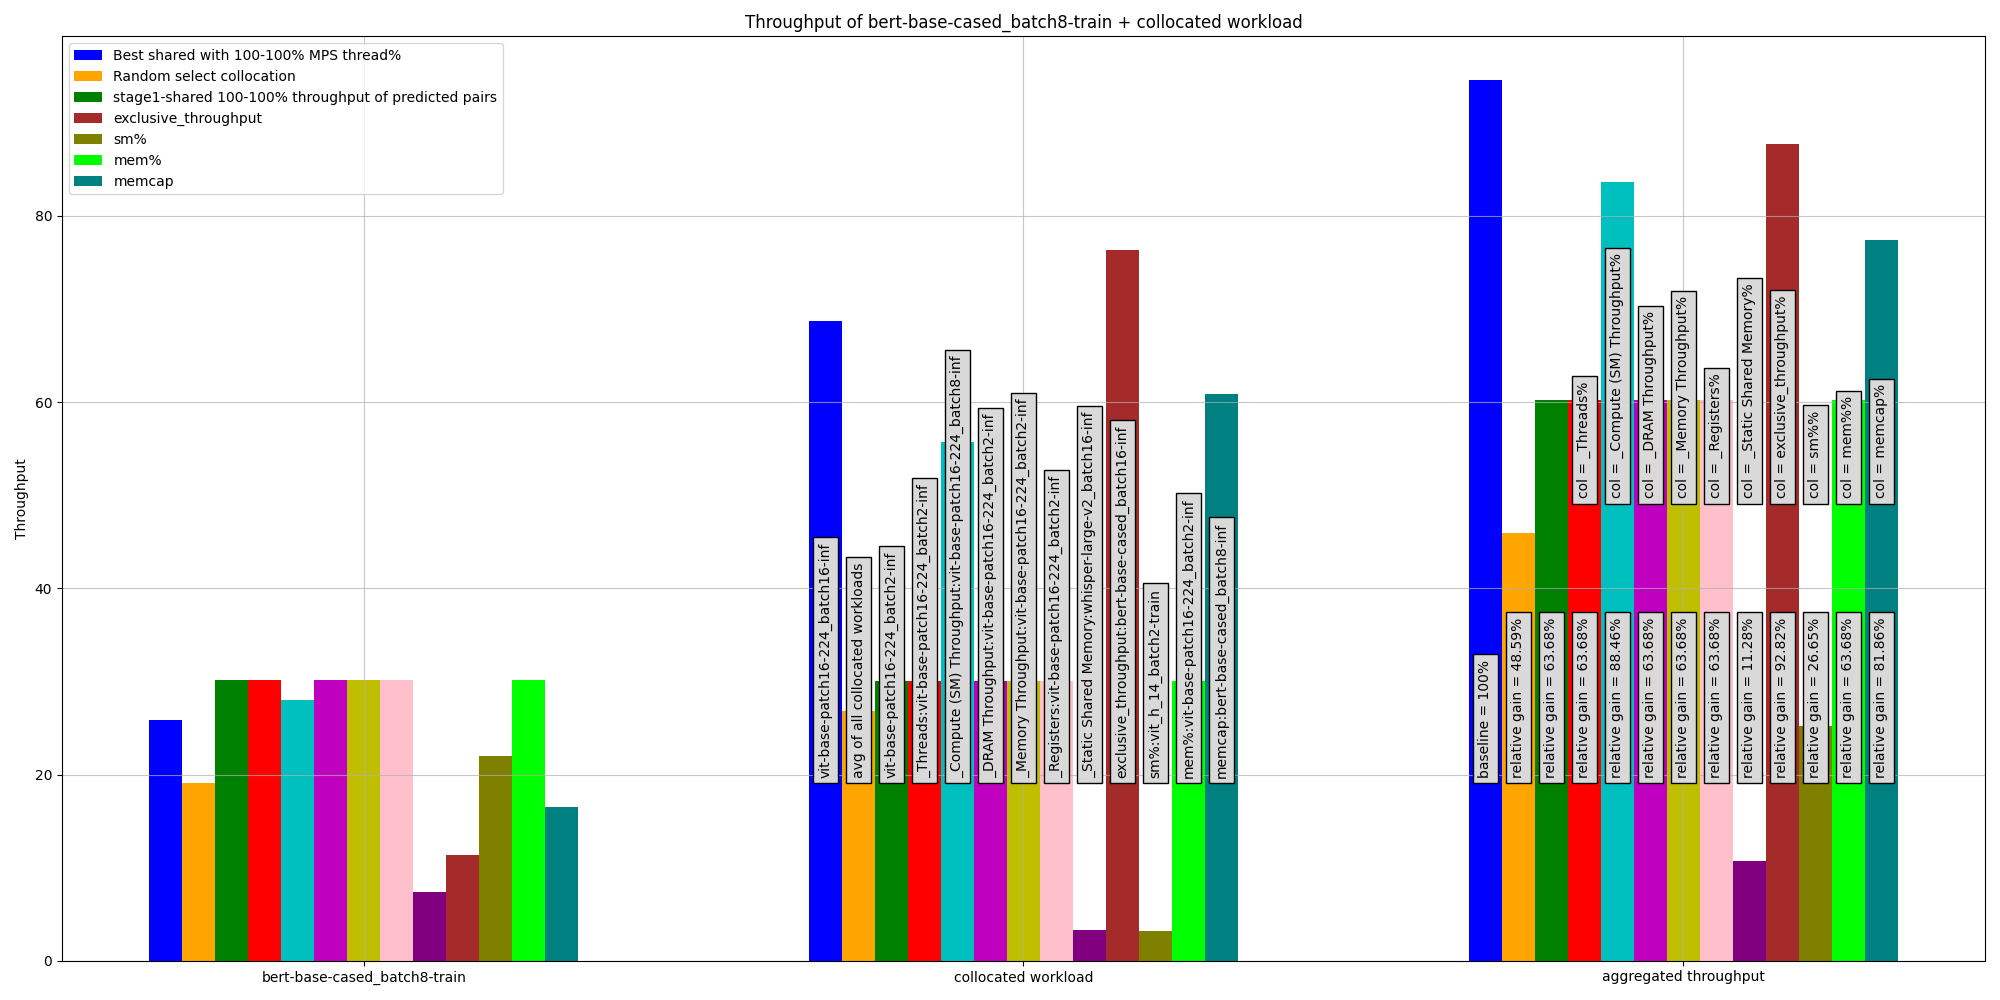 Throughput of bert-base-cased_batch8-train + collocated workload
Best shared with 100-100% MPS thread%
Random select collocation
stage1-shared 100-100% throughput of predicted pairs
exclusive_throughput
sm%
mem%
memcap
Throughput
80
60
40
20
0
vit-base-patch16-224_batch16-inf
avg of all collocated workloads
vit-base-patch16-224_batch2-inf
_Threads:vit-base-patch16-224_batch2-inf
_Compute (SM) Throughput:vit-base-patch16-224_batch8-inf
_DRAM Throughput:vit-base-patch16-224_batch2-inf
_Memory Throughput:vit-base-patch16-224_batch2-inf
_Registers:vit-base-patch16-224_batch2-inf
_Static Shared Memory:whisper-large-v2_batch16-inf
exclusive_throughput:bert-base-cased_batch16-inf
sm%:vit_h_14_batch2-train
mem%:vit-base-patch16-224_batch2-inf
memcap:bert-base-cased_batch8-inf
col = _Threads%
col = _Compute (SM) Throughput%
col = _DRAM Throughput%
col = _Memory Throughput%
col = _Registers%
col = _Static Shared Memory%
col = exclusive_throughput%
col = sm%%
col = mem%%
col = memcap%
baseline = 100%
relative gain = 48.59%
relative gain = 63.68%
relative gain = 63.68%
relative gain = 88.46%
relative gain = 63.68%
relative gain = 63.68%
relative gain = 63.68%
relative gain = 11.28%
relative gain = 92.82%
relative gain = 26.65%
relative gain = 63.68%
relative gain = 81.86%
bert-base-cased_batch8-train
collocated workload
aggregated throughput